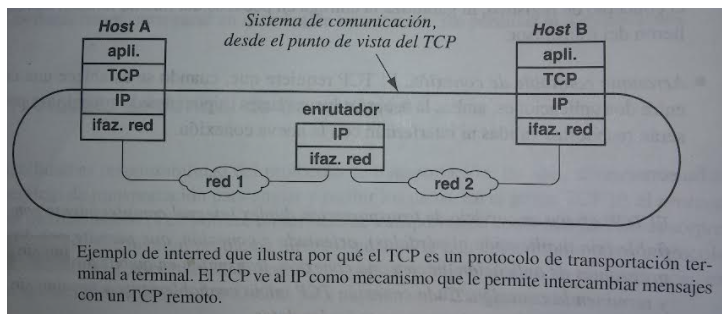 Host A
Sistema de comunicación,
desde el punto de vista del TCP
Host B
apli.
TCP
IP
ifaz. red
enrutador
IP
ifaz. red
apli.
TCP
IP
ifaz. red
red 1
red 2
Ejemplo de interred que ilustra por qué el TCP es un protocolo de transportación ter-
minal a terminal. El TCP ve al IP como mecanismo que le permite intercambiar mensajes
con un TCP remoto.